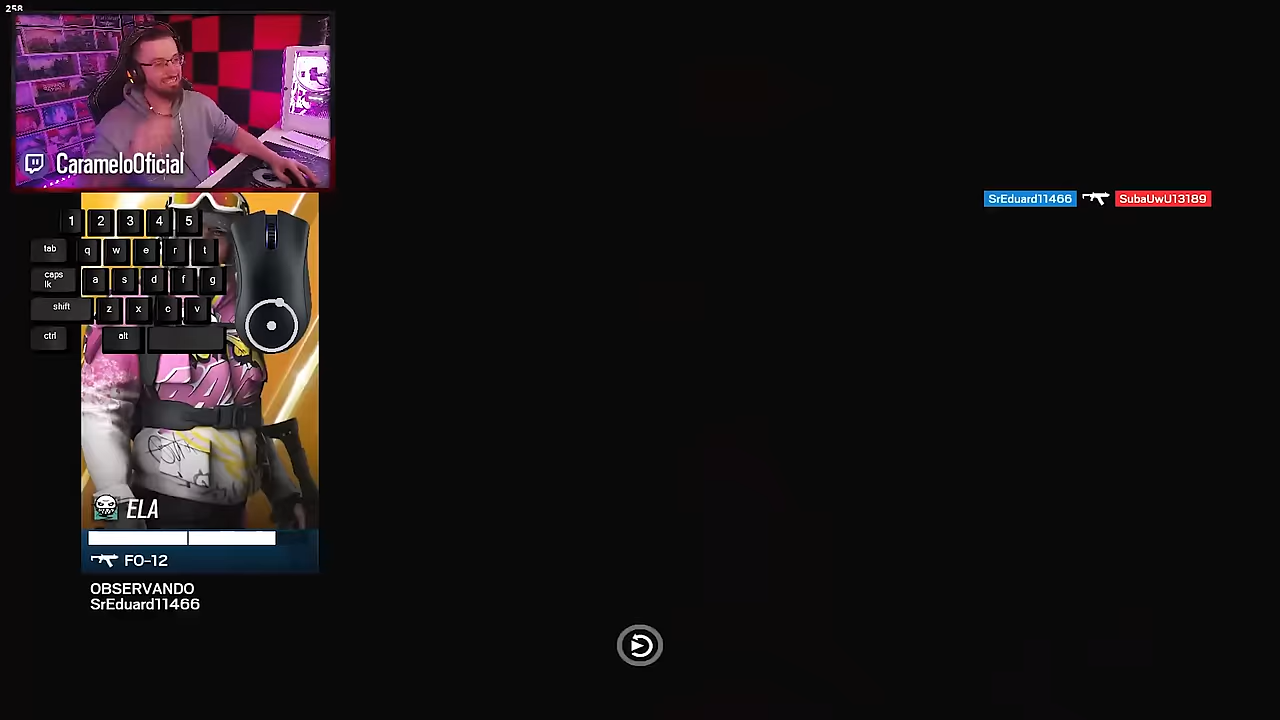 258
CarameloOficial
SrEduard11466 SubaUwU13189
1 2 3 4 5
tab q w e r t
caps lk a s d f g
shift z x c v
ctrl alt
ELA
FO-12
OBSERVANDO
SrEduard11466